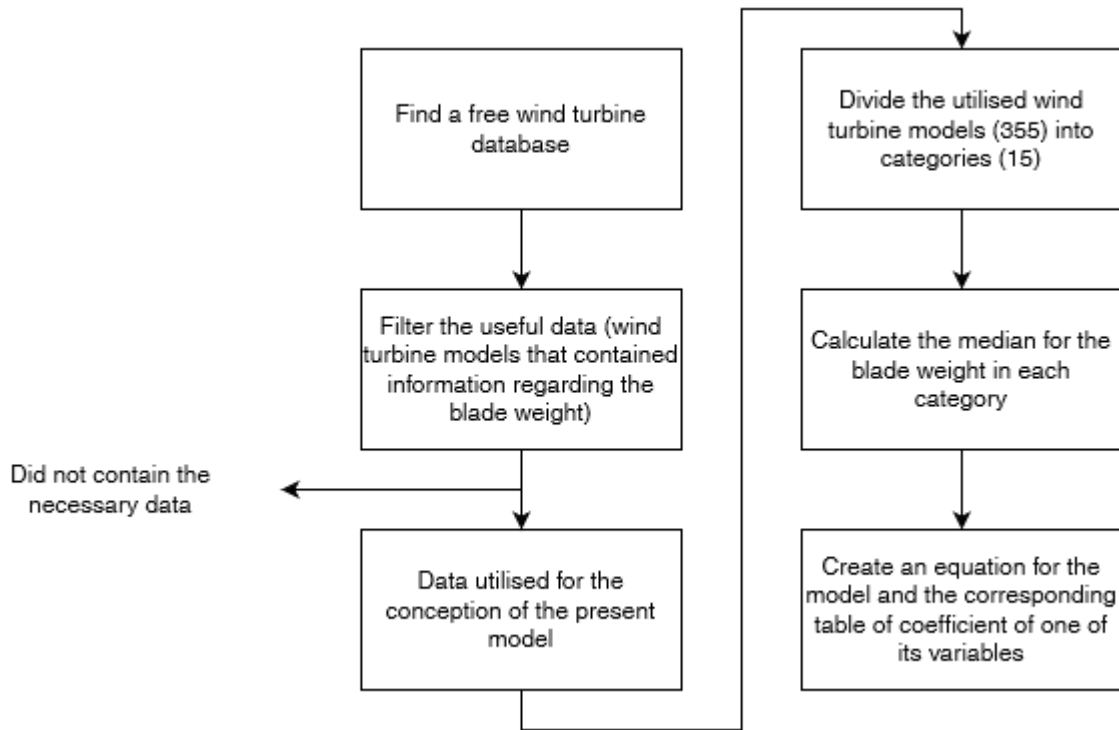 Find a free wind turbine
database
Filter the useful data (wind
turbine models that contained
information regarding the
blade weight)
Did not contain the
necessary data
Data utilised for the
conception of the present
model
Divide the utilised wind
turbine models (355) into
categories (15)
Calculate the median for the
blade weight in each
category
Create an equation for the
model and the corresponding
table of coefficient of one of
its variables